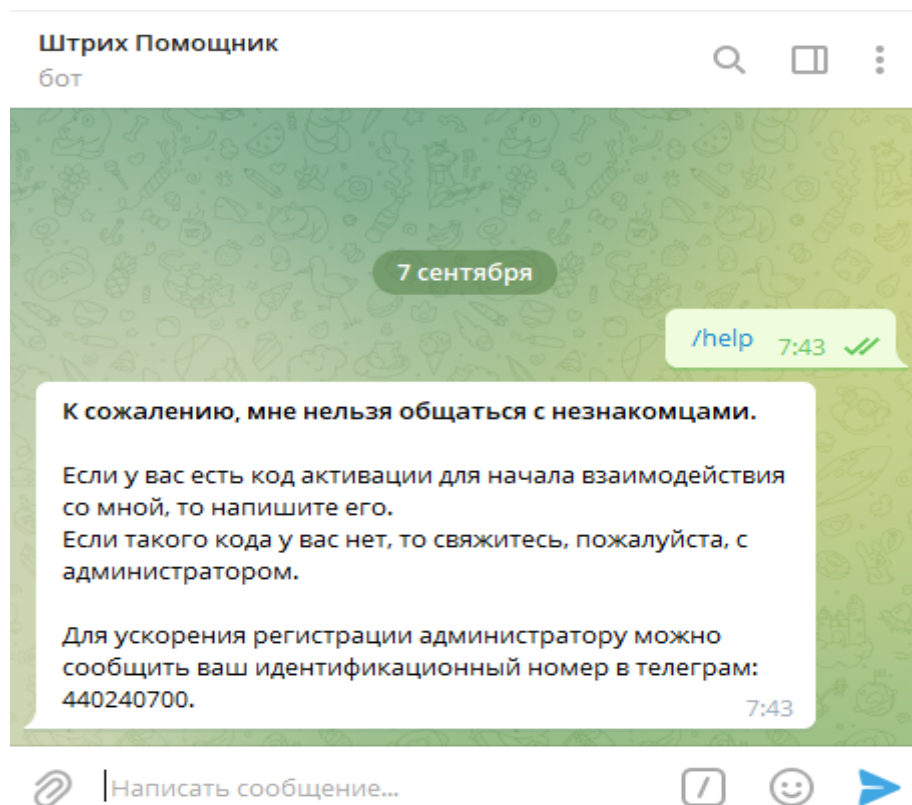 Штрих Помощник
бот
7 сентября
/help 7:43
К сожалению, мне нельзя общаться с незнакомцами.
Если у вас есть код активации для начала взаимодействия
со мной, то напишите его.
Если такого кода у вас нет, то свяжитесь, пожалуйста, с
администратором.
Для ускорения регистрации администратору можно
сообщить ваш идентификационный номер в телеграм:
440240700.
7:43
Написать сообщение...